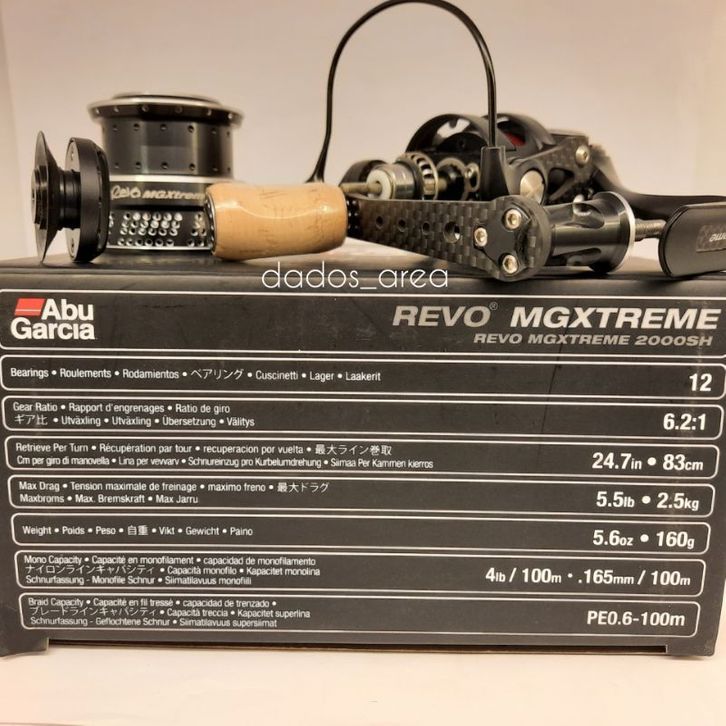 Revo MGXtreme
dados_area
Abu
Garcia
REVO® MGXTREME
REVO MGXTREME 2000SH
Bearings • Roulements • Rodamientos • ベアリング • Cuscinetti • Lager • Laakerit
12
Gear Ratio • Rapport d'engrenages • Ratio de giro
ギア比 • Utväxling • Utväxling • Übersetzung • Välitys
6.2:1
Retrieve Per Turn • Récupération par tour • recuperacion por vuelta • 最大ライン巻取
Cm per giro di manovella • Lina per vevvarv • Schnureinzug pro Kurbelumdrehung • Siimaa Per Kammen kierros
24.7in • 83cm
Max Drag • Tension maximale de freinage • maximo freno • 最大ドラグ
Maxbroms • Max. Bremskraft • Max Jarru
5.5lb • 2.5kg
Weight • Poids • Peso • 自重 • Vikt • Gewicht • Paino
5.6oz • 160g
Mono Capacity • Capacité en monofilament • capacidad de monofilamento
ナイロンラインキャパシティ • Capacità monofilo • Kapacitet monolina
Schnurfassung - Monofile Schnur • Siimatilavuus monofiili
4lb / 100m • .165mm / 100m
Braid Capacity • Capacité en fil tressé • capacidad de trenzado •
ブレードラインキャパシティ • Capacità treccia • Kapacitet superlina
Schnurfassung - Geflochtene Schnur • Siimatilavuus supersiimat
PE0.6-100m